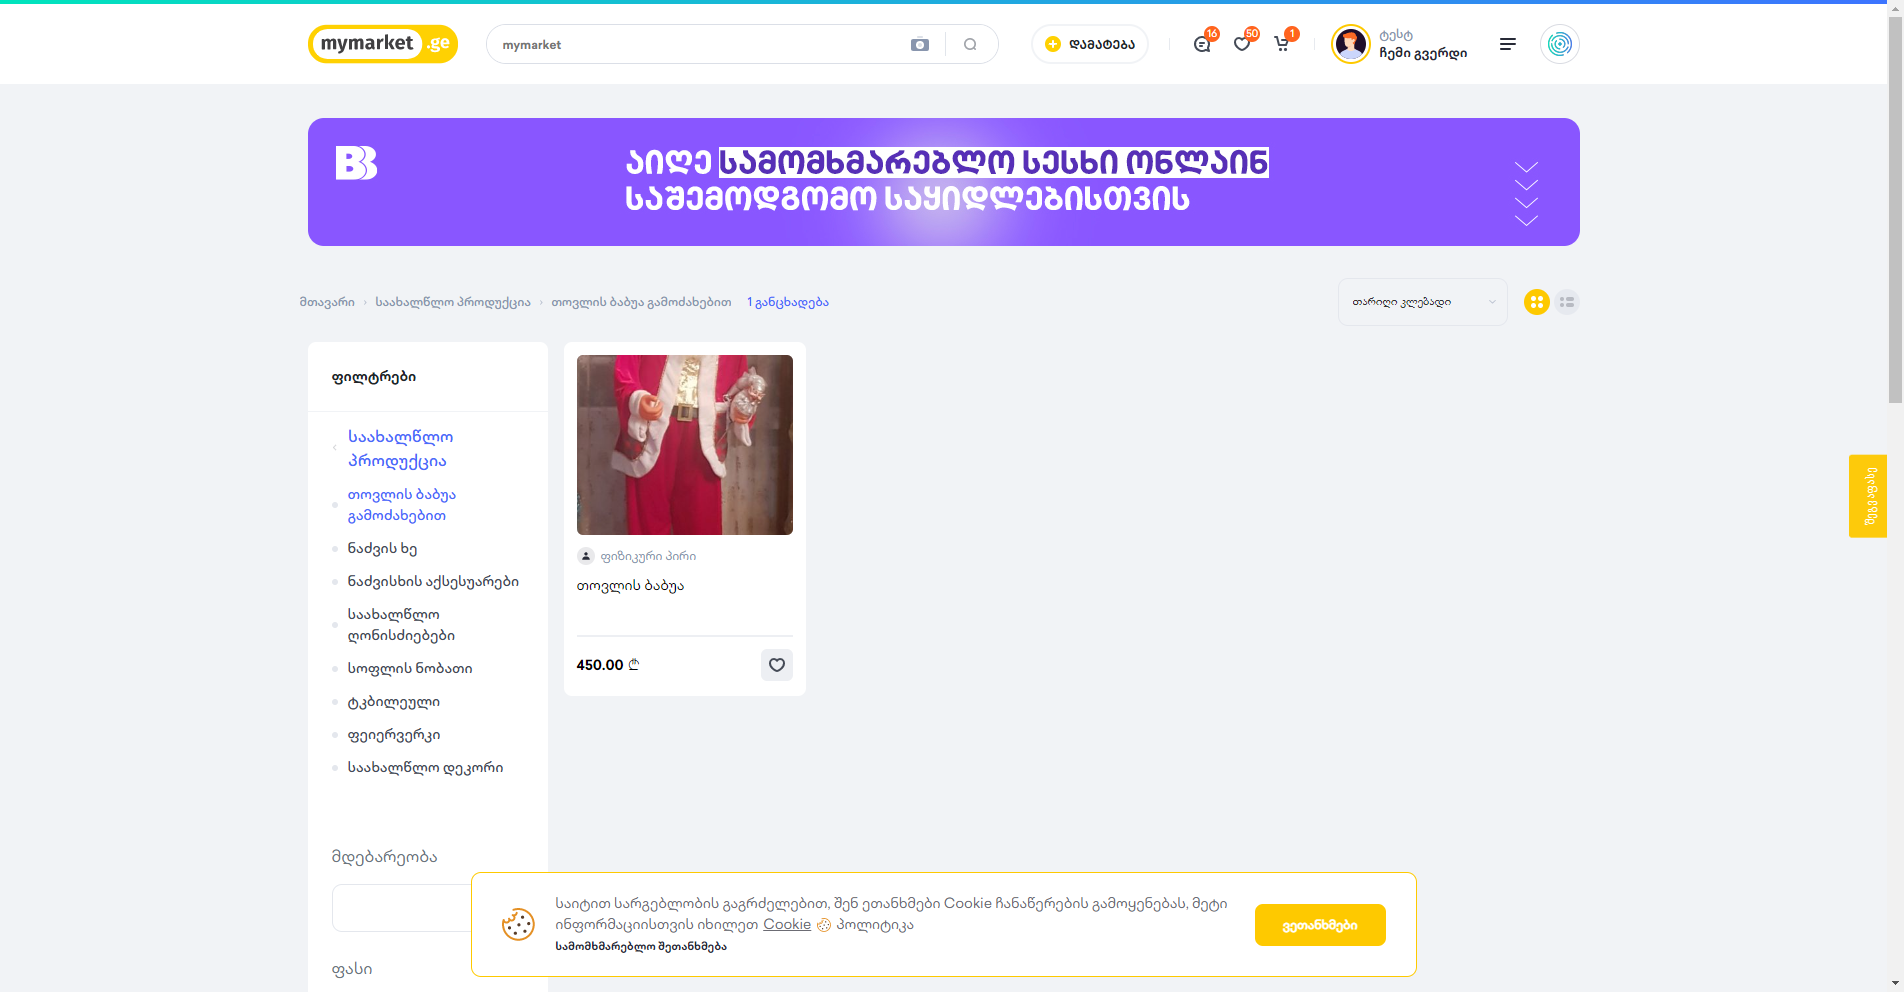 mymarket.ge
mymarket
დამატება
16
50
1
ტესტ
ჩემი გვერდი
B3
აიღე სამომხმარებლო სესხი ონლაინ
საშემოდგომო საყიდლებისთვის
მთავარი › საახალწლო პროდუქცია › თოვლის ბაბუა გამოძახებით 1 განცხადება
თარიღი კლებადი
ფილტრები
საახალწლო
პროდუქცია
თოვლის ბაბუა
გამოძახებით
ნაძვის ხე
ნაძვისხის აქსესუარები
საახალწლო
ღონისძიებები
სოფლის ნობათი
ტკბილეული
ფეიერვერკი
საახალწლო დეკორი
მდებარეობა
ფასი
ფიზიკური პირი
თოვლის ბაბუა
450.00 ₾
შეაფასე
საიტით სარგებლობის გაგრძელებით, შენ ეთანხმები Cookie ჩანაწერების გამოყენებას, მეტი
ინფორმაციისთვის იხილეთ Cookie 🍪 პოლიტიკა
სამომხმარებლო შეთანხმება
ვეთანხმები